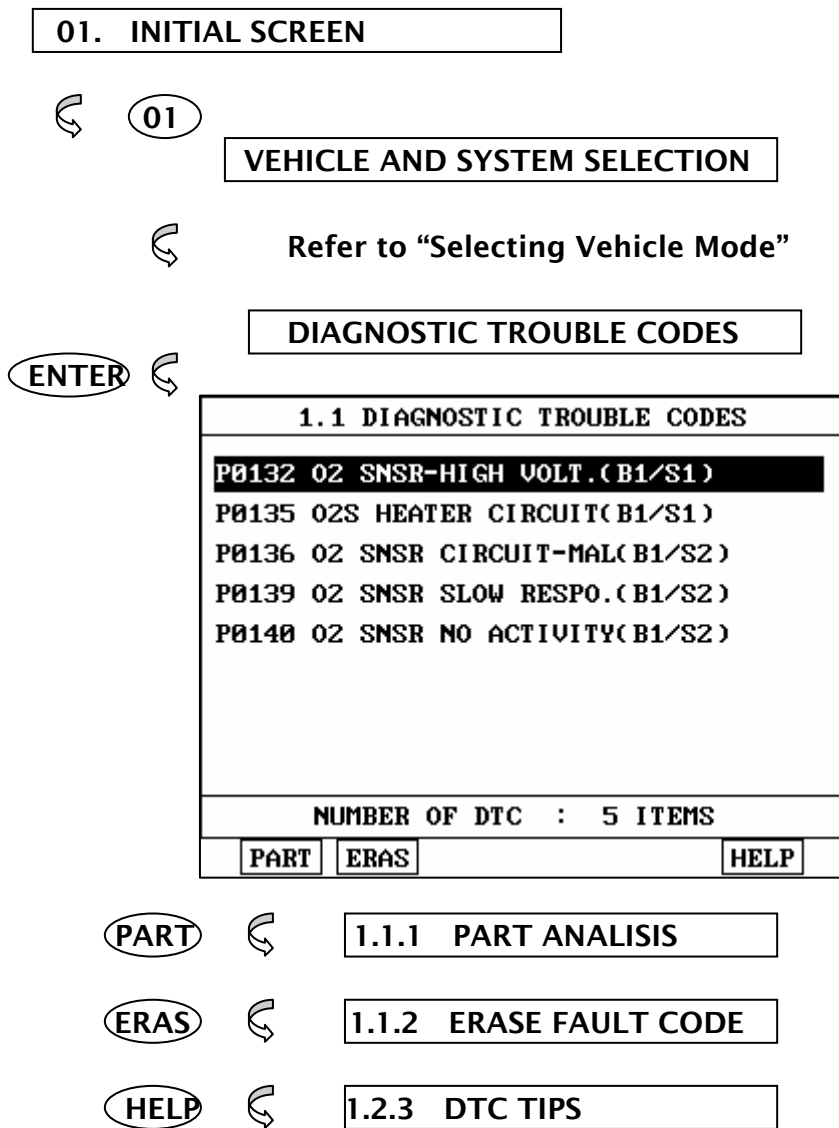 01. INITIAL SCREEN
01
VEHICLE AND SYSTEM SELECTION
Refer to “Selecting Vehicle Mode”
DIAGNOSTIC TROUBLE CODES
ENTER
1.1 DIAGNOSTIC TROUBLE CODES
P0132 O2 SNSR-HIGH VOLT.(B1/S1)
P0135 O2S HEATER CIRCUIT(B1/S1)
P0136 O2 SNSR CIRCUIT-MAL(B1/S2)
P0139 O2 SNSR SLOW RESPO.(B1/S2)
P0140 O2 SNSR NO ACTIVITY(B1/S2)
NUMBER OF DTC : 5 ITEMS
PART ERAS HELP
PART 1.1.1 PART ANALISIS
ERAS 1.1.2 ERASE FAULT CODE
HELP 1.2.3 DTC TIPS